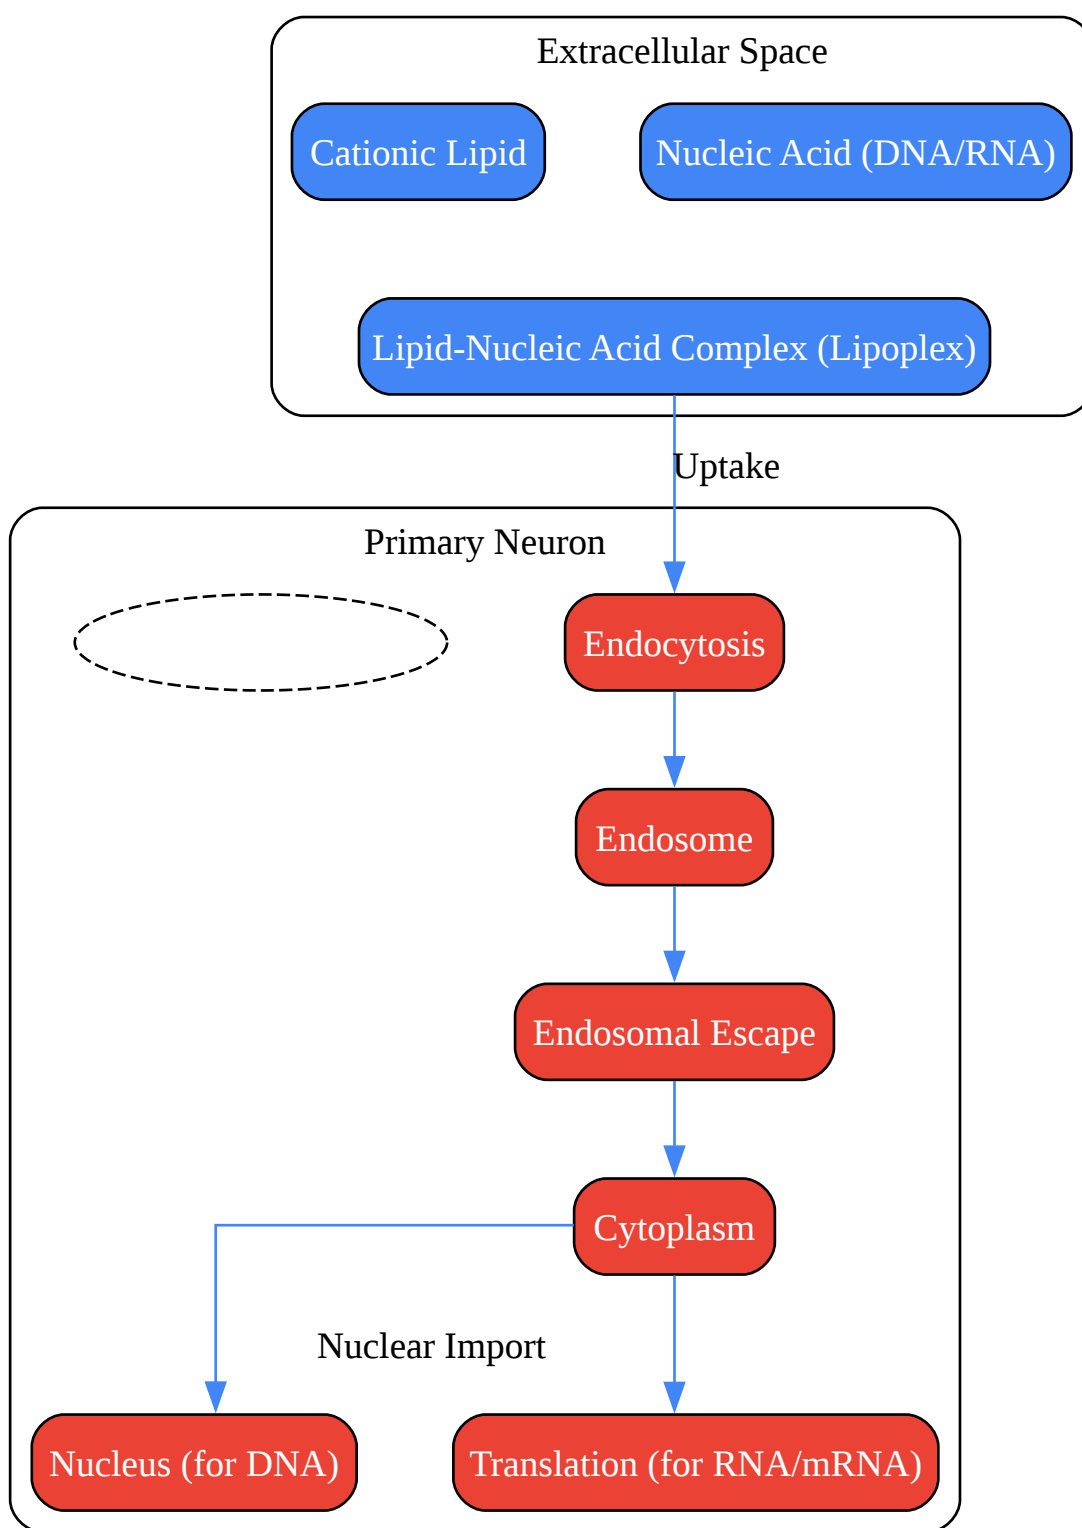 Extracellular Space
Cationic Lipid
Nucleic Acid (DNA/RNA)
Lipid-Nucleic Acid Complex (Lipoplex)
Uptake
Primary Neuron
Endocytosis
Endosome
Endosomal Escape
Cytoplasm
Nuclear Import
Nucleus (for DNA)
Translation (for RNA/mRNA)